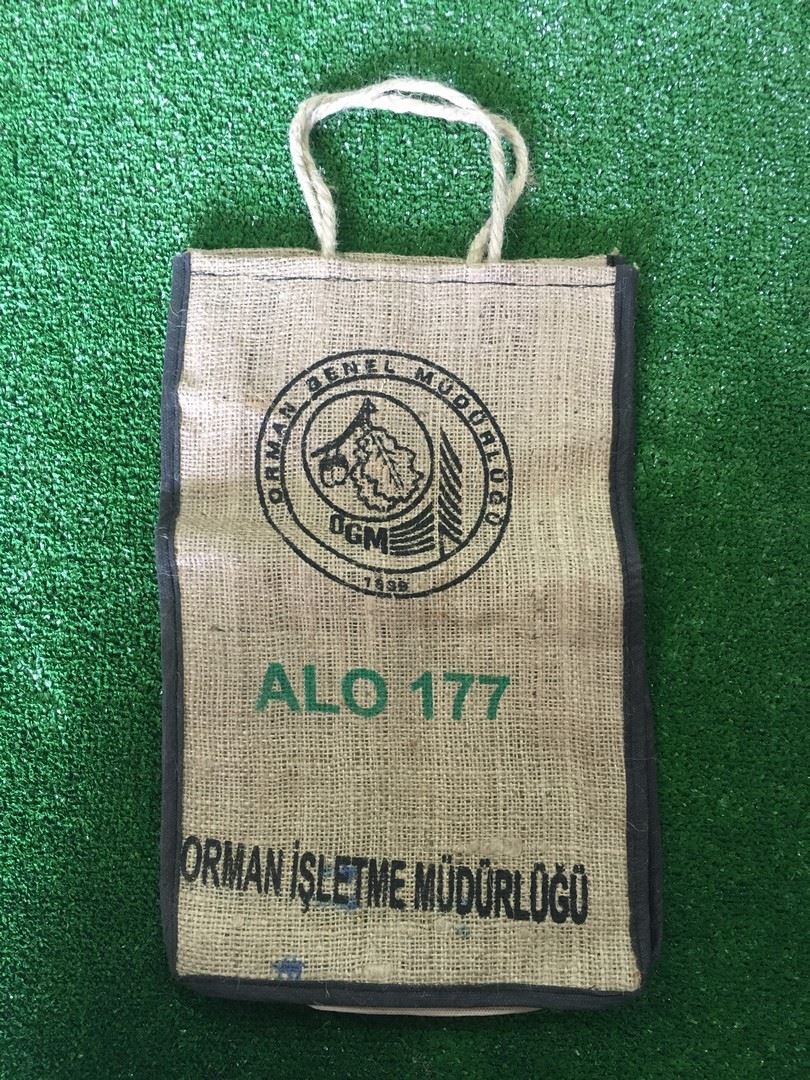 ORMAN GENEL MÜDÜRLÜĞÜ
OGM
ALO 177
ORMAN İŞLETME MÜDÜRLÜĞÜ